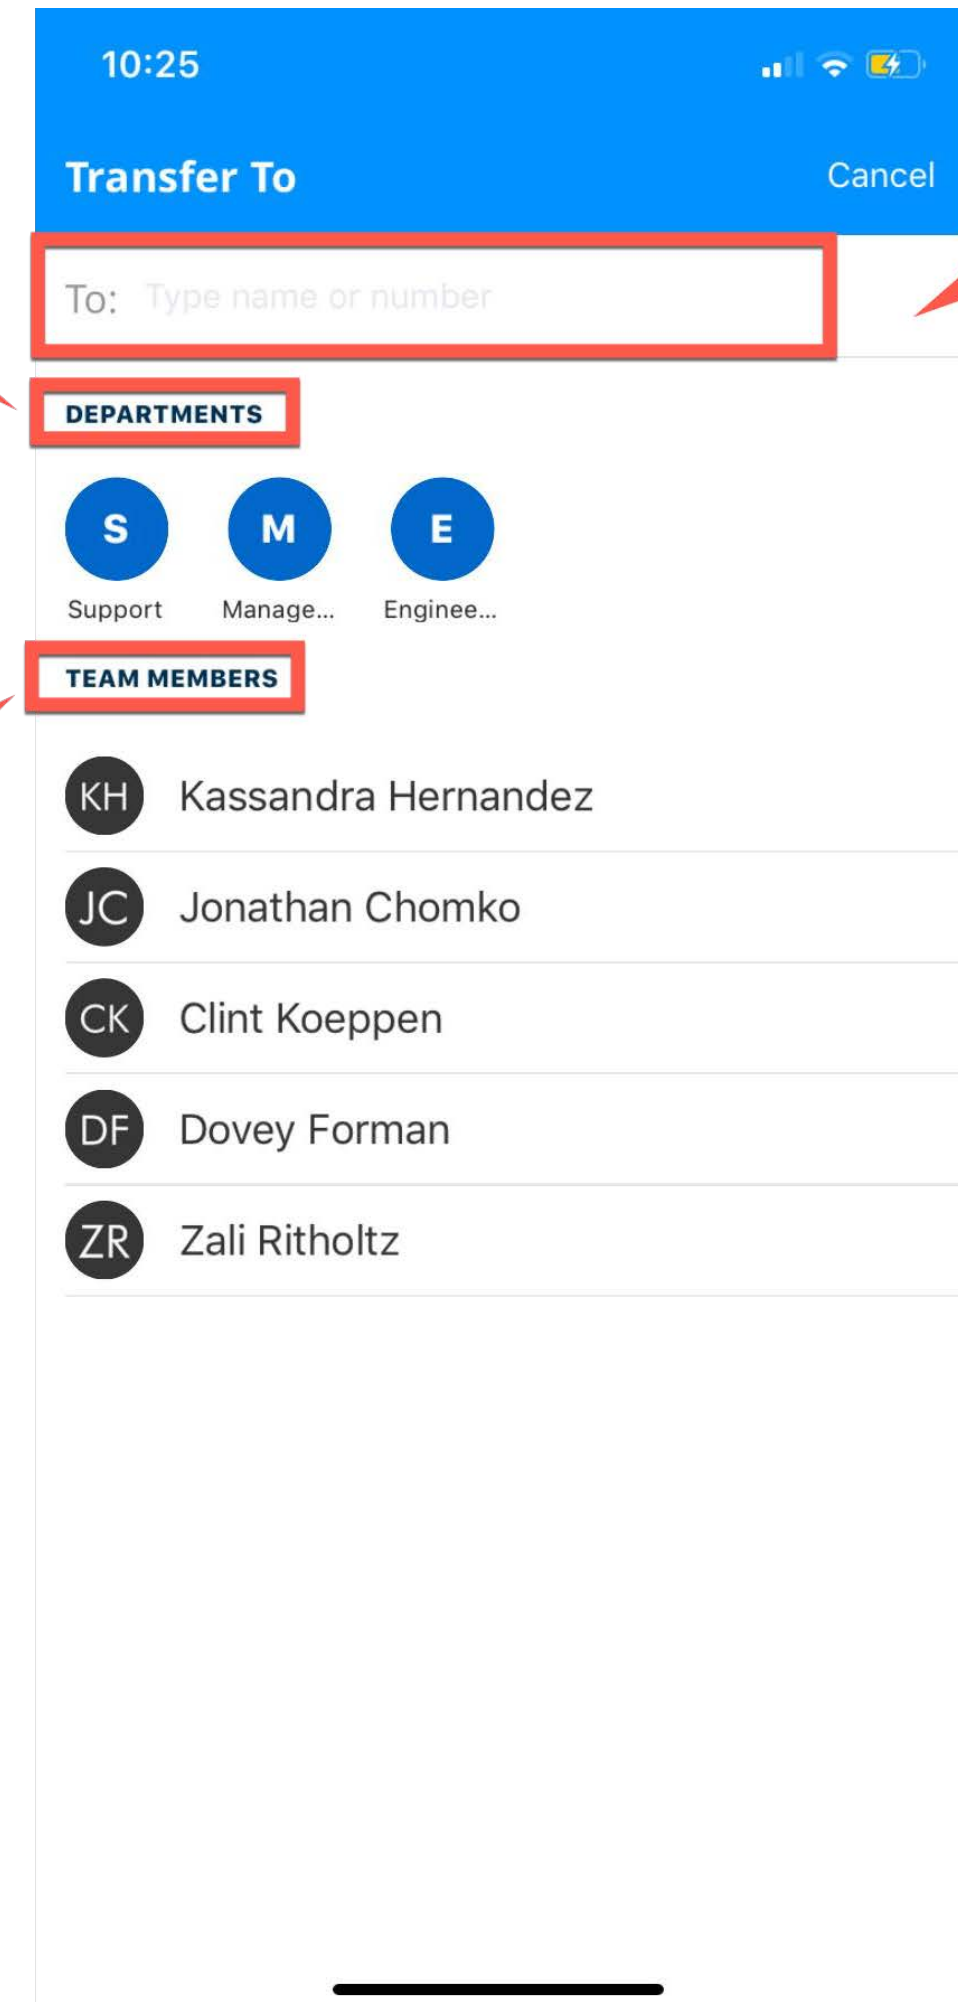 10:25
Transfer To
Cancel
To: Type name or number
DEPARTMENTS
S M E
Support Manage... Enginee...
TEAM MEMBERS
KH Kassandra Hernandez
JC Jonathan Chomko
CK Clint Koeppen
DF Dovey Forman
ZR Zali Ritholtz